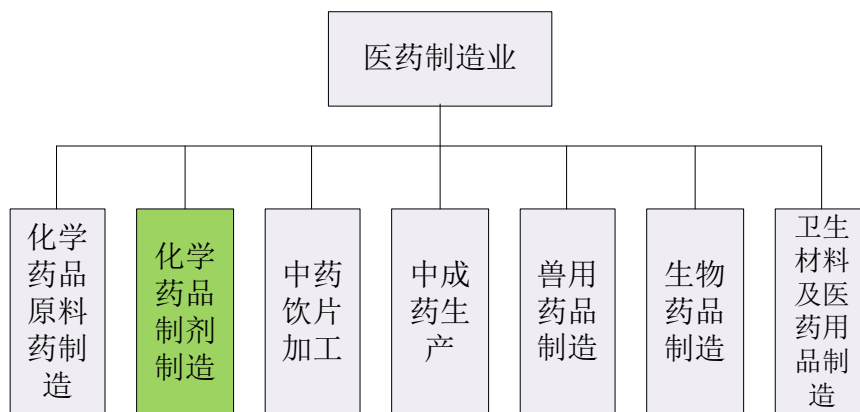 医药制造业
化学
药品
原料
药制
造
化学
药品
制剂
制造
中药
饮片
加工
中成
药生
产
兽用
药品
制造
生物
药品
制造
卫生
材料
及医
药用
品制
造